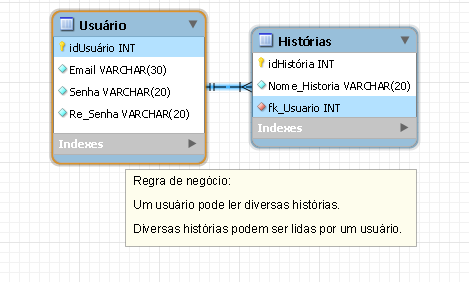 Usuário
idUsuário INT
Email VARCHAR(30)
Senha VARCHAR(20)
Re_Senha VARCHAR(20)
Indexes
Histórias
idHistória INT
Nome_Historia VARCHAR(20)
fk_Usuario INT
Indexes
Regra de negócio:
Um usuário pode ler diversas histórias.
Diversas histórias podem ser lidas por um usuário.